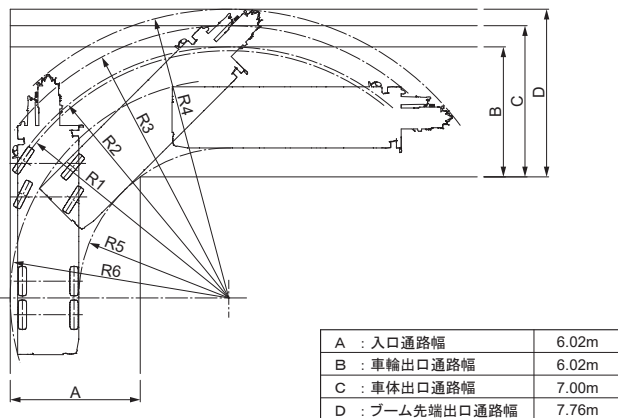 R1
R2
R3
R4
R5
R6
A
B
C
D
A : 入口通路幅 6.02m
B : 車輪出口通路幅 6.02m
C : 車体出口通路幅 7.00m
D : ブーム先端出口通路幅 7.76m